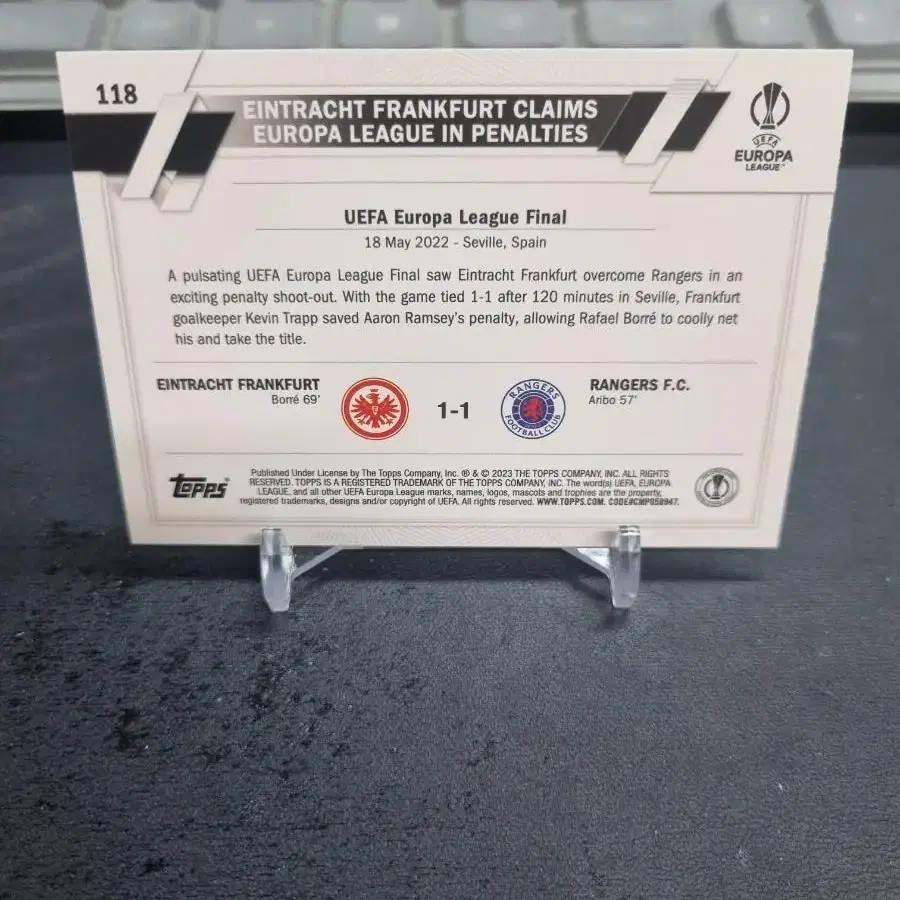 118
EINTRACHT FRANKFURT CLAIMS
EUROPA LEAGUE IN PENALTIES
UEFA
EUROPA
LEAGUE™
UEFA Europa League Final
18 May 2022 - Seville, Spain
A pulsating UEFA Europa League Final saw Eintracht Frankfurt overcome Rangers in an
exciting penalty shoot-out. With the game tied 1-1 after 120 minutes in Seville, Frankfurt
goalkeeper Kevin Trapp saved Aaron Ramsey's penalty, allowing Rafael Borré to coolly net
his and take the title.
EINTRACHT FRANKFURT
Borré 69'
1-1
RANGERS
FOOTBALL CLUB
RANGERS F.C.
Aribo 57'
topps
Published Under License by The Topps Company, Inc. ® & © 2023 THE TOPPS COMPANY, INC. ALL RIGHTS
RESERVED. TOPPS IS A REGISTERED TRADEMARK OF THE TOPPS COMPANY, INC. The word(s) UEFA, EUROPA
LEAGUE, and all other UEFA Europa League marks, names, logos, mascots and trophies are the property,
registered trademarks, designs and/or copyright of UEFA. All rights reserved. WWW.TOPPS.COM. CODE#CMP058947.